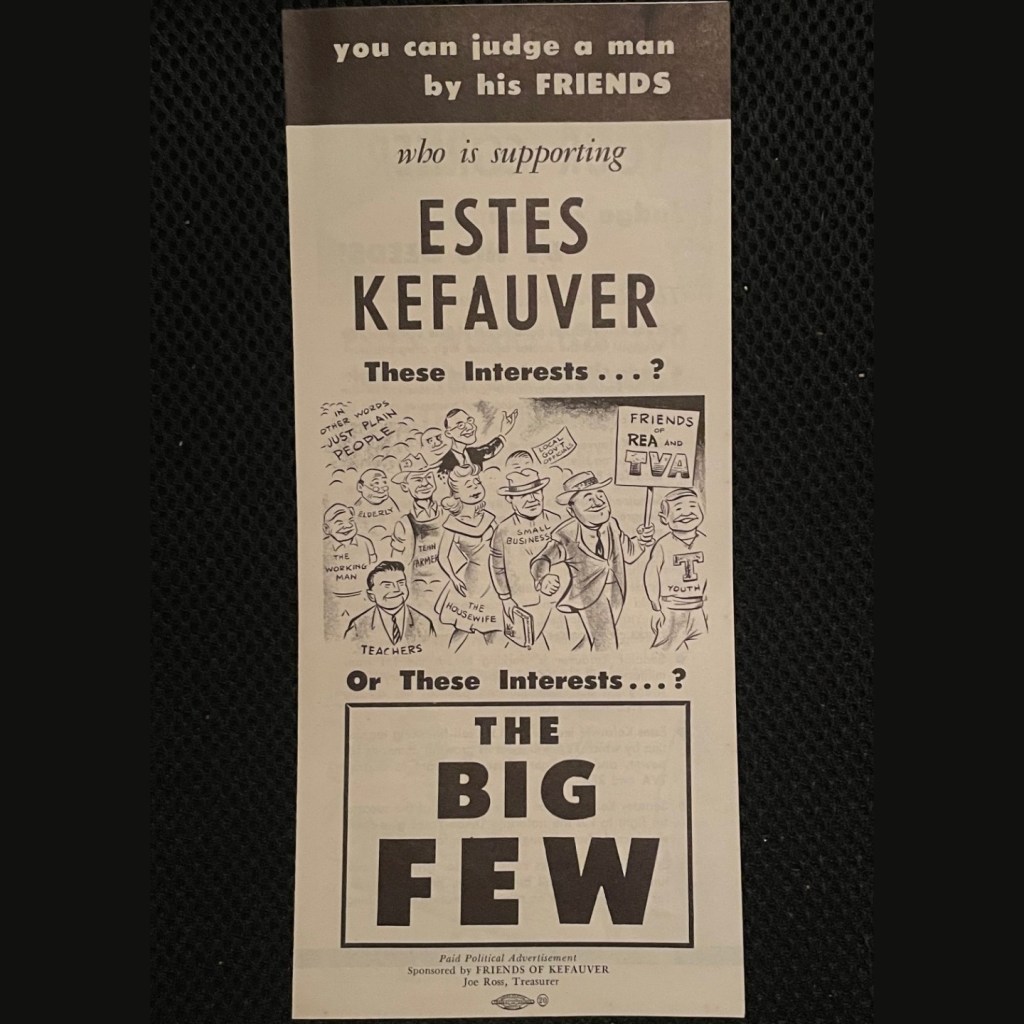 you can judge a man
by his FRIENDS
who is supporting
ESTES
KEFAUVER
These Interests . . . ?
IN
OTHER WORDS
-JUST PLAIN
PEOPLE
LOCAL
GOV'T
OFFICIALS
FRIENDS
OF
REA AND
TVA
ELDERLY
THE
WORKING
MAN
TENN
FARMER
SMALL
BUSINESS
THE
HOUSEWIFE
T
YOUTH
TEACHERS
Or These Interests . . . ?
THE
BIG
FEW
Paid Political Advertisement
Sponsored by FRIENDS OF KEFAUVER
Joe Ross, Treasurer